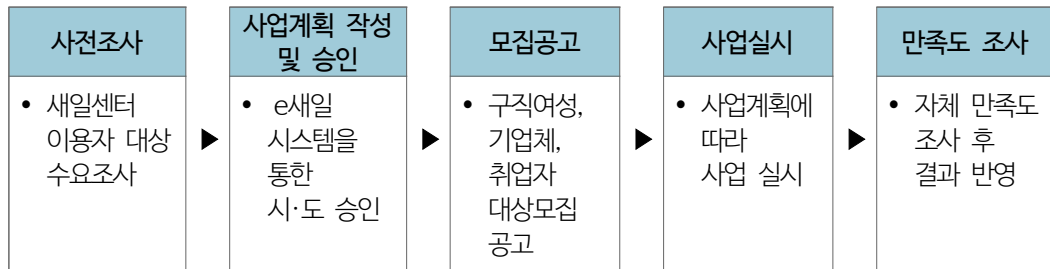 사전조사
• 새일센터
이용자 대상
수요조사
▶
사업계획 작성
및 승인
• e새일
시스템을
통한
시·도 승인
▶
모집공고
• 구직여성,
기업체,
취업자
대상모집
공고
▶
사업실시
• 사업계획에
따라
사업 실시
▶
만족도 조사
• 자체 만족도
조사 후
결과 반영